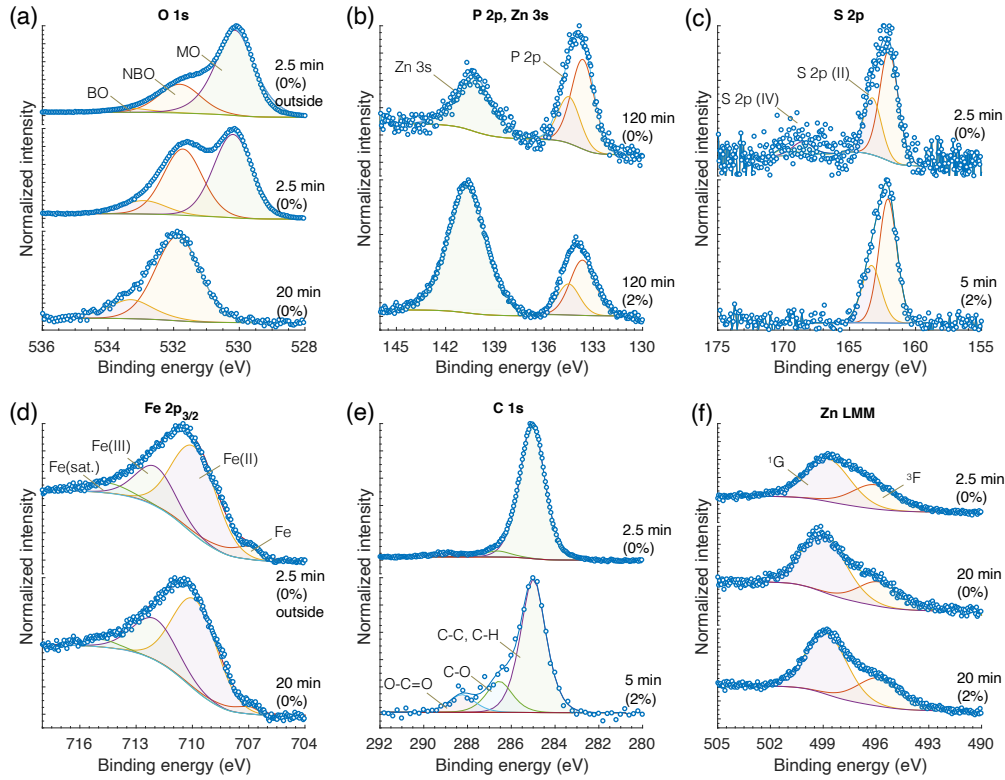 (a)
O 1s
Normalized intensity
BO
NBO
MO
2.5 min
(0%)
outside
2.5 min
(0%)
20 min
(0%)
536 534 532 530 528
Binding energy (eV)
(b)
P 2p, Zn 3s
Normalized intensity
Zn 3s
P 2p
120 min
(0%)
120 min
(2%)
145 142 139 136 133 130
Binding energy (eV)
(c)
S 2p
Normalized intensity
S 2p (IV)
S 2p (II)
2.5 min
(0%)
5 min
(2%)
175 170 165 160 155
Binding energy (eV)
(d)
Fe 2p3/2
Normalized intensity
Fe(sat.)
Fe(III)
Fe(II)
Fe
2.5 min
(0%)
outside
20 min
(0%)
716 713 710 707 704
Binding energy (eV)
(e)
C 1s
Normalized intensity
2.5 min
(0%)
C-C, C-H
C-O
O-C=O
5 min
(2%)
292 290 288 286 284 282 280
Binding energy (eV)
(f)
Zn LMM
Normalized intensity
¹G
³F
2.5 min
(0%)
20 min
(0%)
20 min
(2%)
505 502 499 496 493 490
Binding energy (eV)